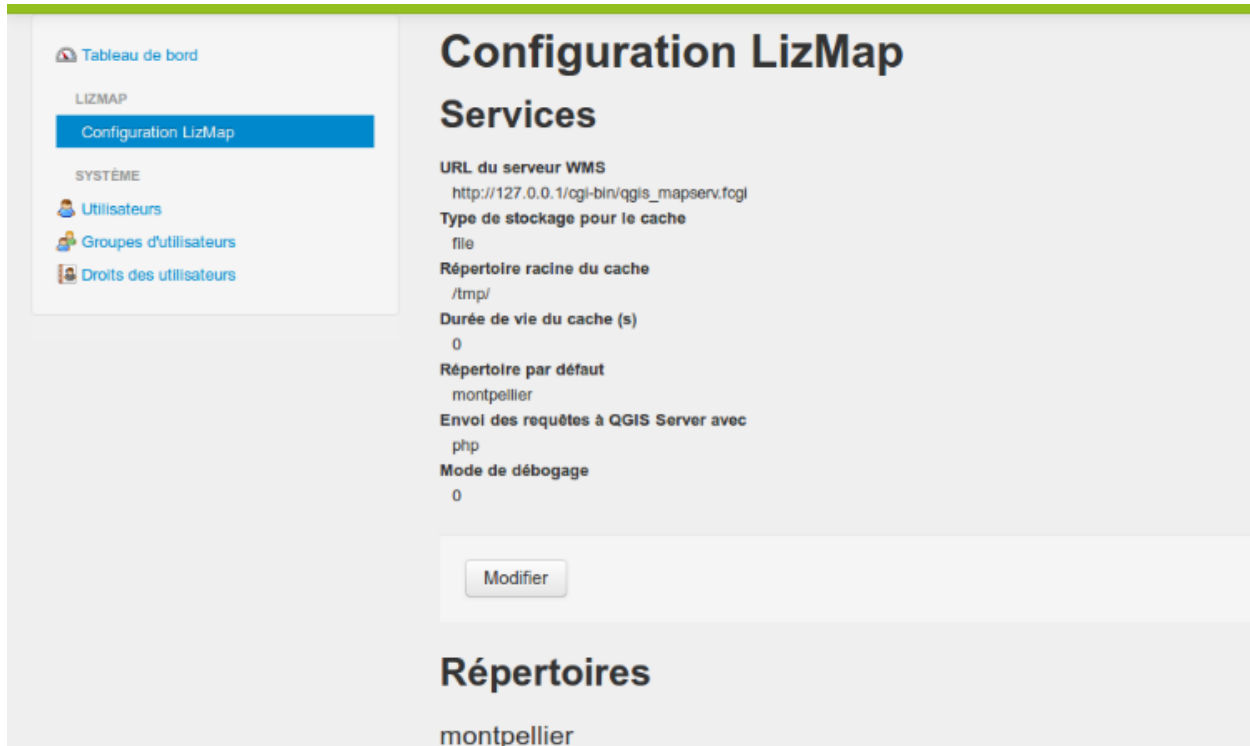 Tableau de bord
LIZMAP
Configuration LizMap
SYSTÈME
Utilisateurs
Groupes d'utilisateurs
Droits des utilisateurs
Configuration LizMap
Services
URL du serveur WMS
http://127.0.0.1/cgi-bin/qgis_mapserv.fcgi
Type de stockage pour le cache
file
Répertoire racine du cache
/tmp/
Durée de vie du cache (s)
0
Répertoire par défaut
montpellier
Envoi des requêtes à QGIS Server avec
php
Mode de débogage
0
Modifier
Répertoires
montpellier